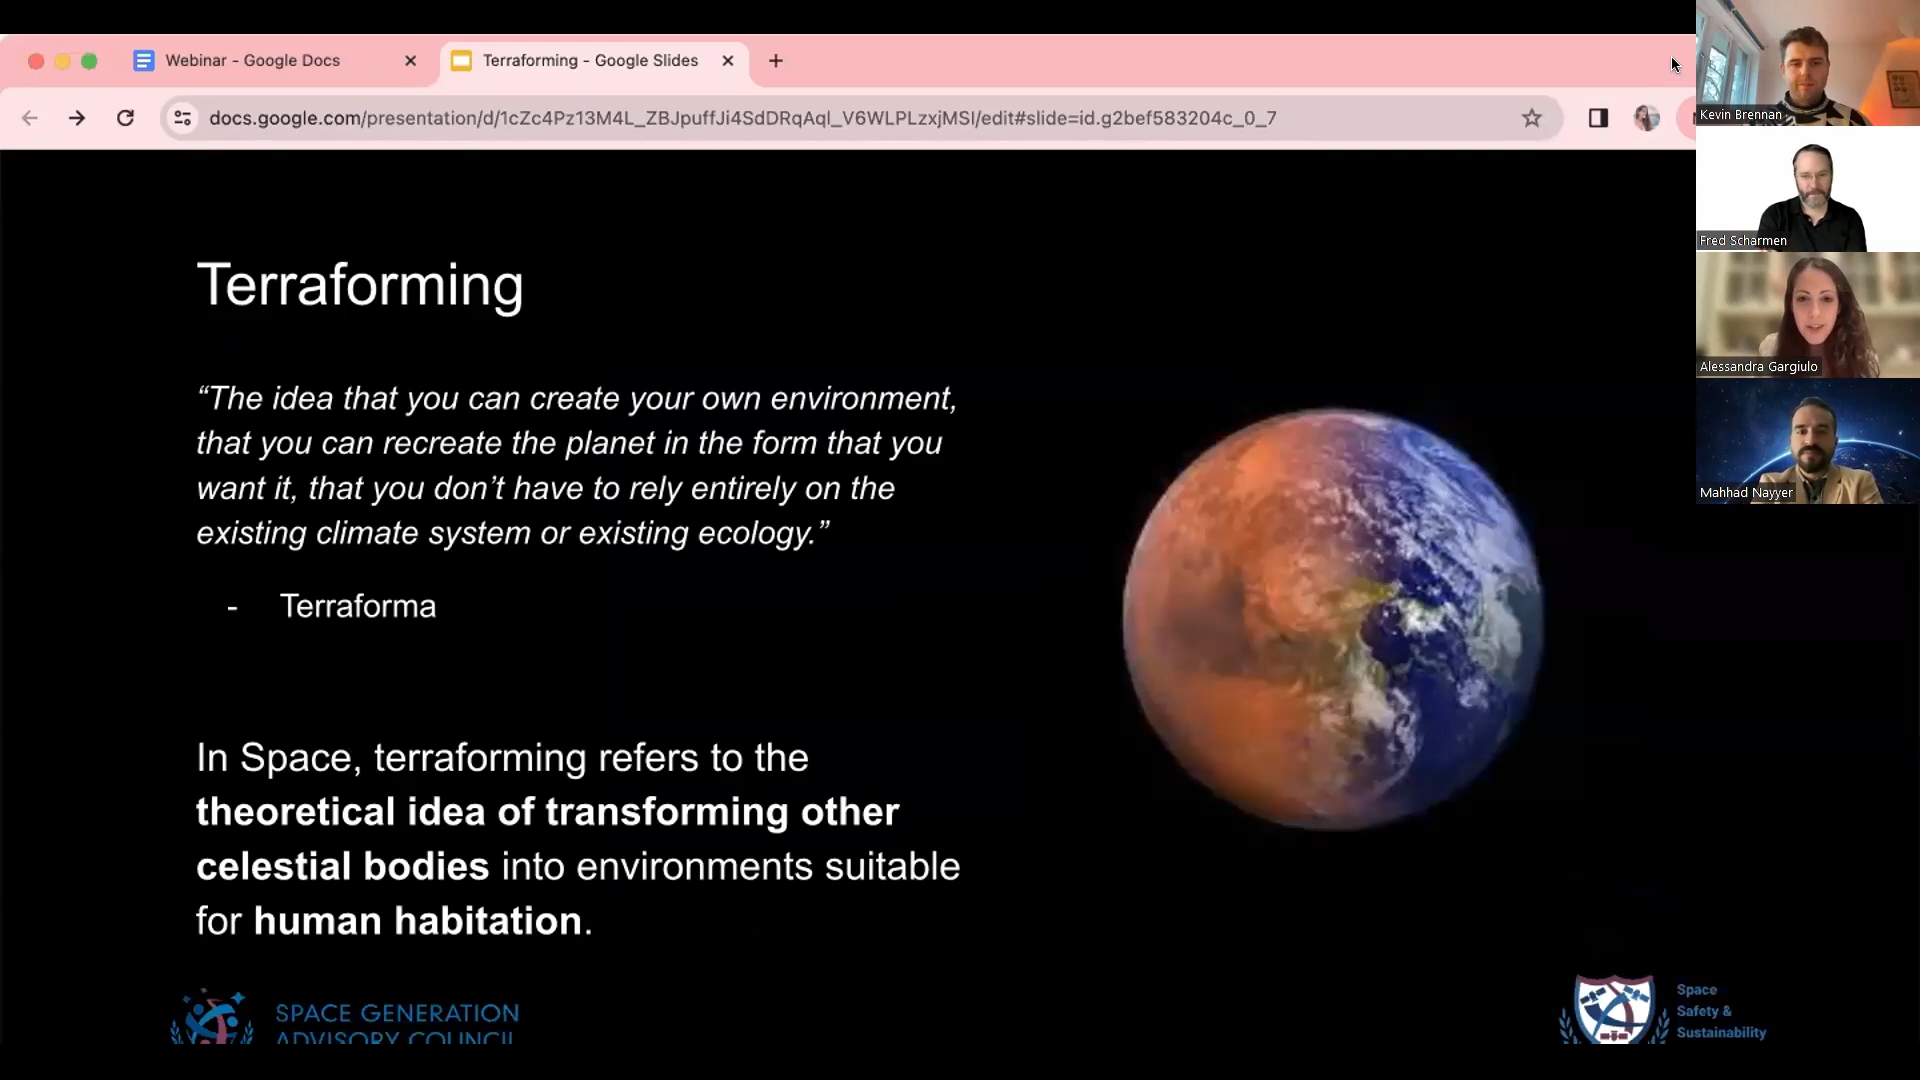 Webinar - Google Docs
Terraforming - Google Slides
docs.google.com/presentation/d/1cZc4Pz13M4L_ZBJpuffJi4SdDRqAql_V6WLPLzxjMSI/edit#slide=id.g2bef583204c_0_7
Kevin Brennan
Fred Scharmen
Alessandra Gargiulo
Mahhad Nayyer
Terraforming
“The idea that you can create your own environment,
that you can recreate the planet in the form that you
want it, that you don’t have to rely entirely on the
existing climate system or existing ecology.”
- Terraforma
In Space, terraforming refers to the
theoretical idea of transforming other
celestial bodies into environments suitable
for human habitation.
SPACE GENERATION
ADVISORY COUNCIL
Space
Safety &
Sustainability